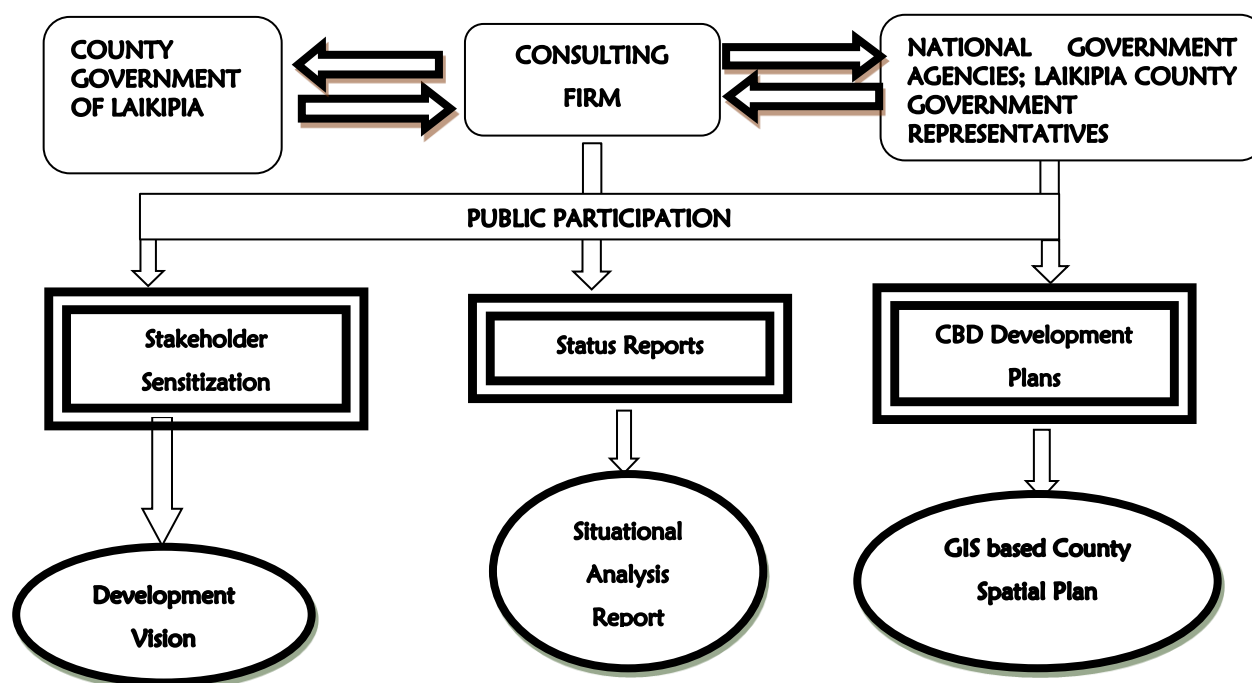 COUNTY
GOVERNMENT
OF LAIKIPIA
CONSULTING
FIRM
NATIONAL GOVERNMENT
AGENCIES; LAIKIPIA COUNTY
GOVERNMENT
REPRESENTATIVES
PUBLIC PARTICIPATION
Stakeholder
Sensitization
Status Reports
CBD Development
Plans
Development
Vision
Situational
Analysis
Report
GIS based County
Spatial Plan